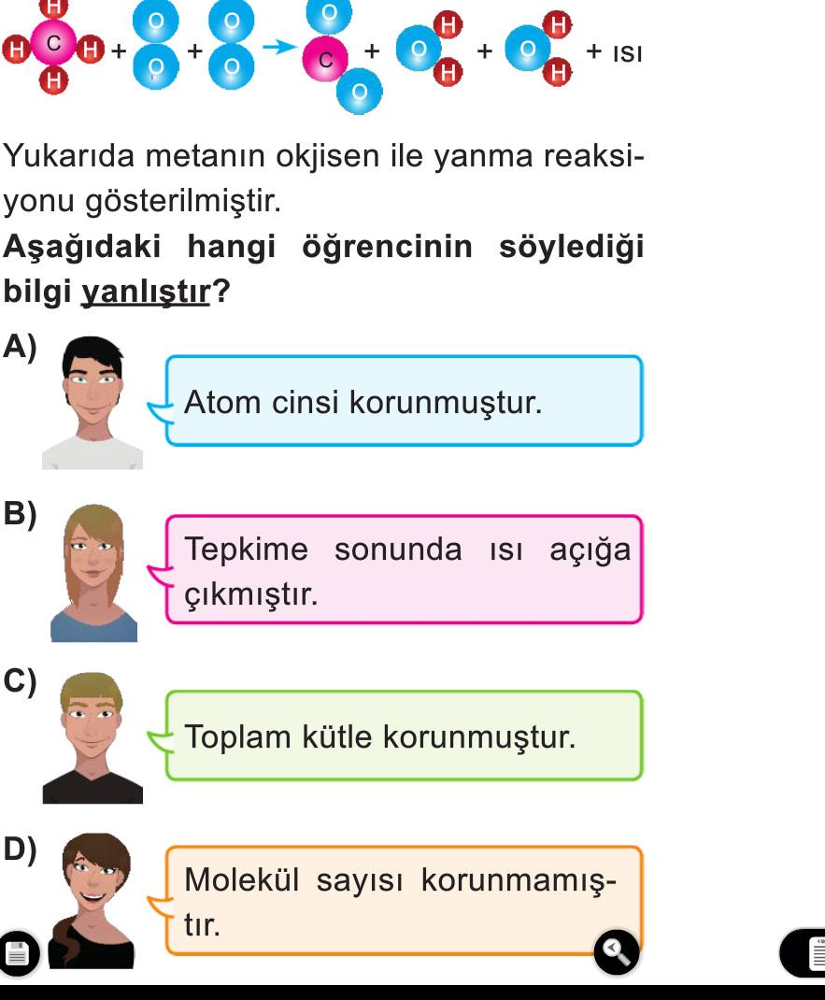 H
H C H + O O + O O → O C O + O H H + O H H + ISI
H
Yukarıda metanın okjisen ile yanma reaksi-
yonu gösterilmiştir.
Aşağıdaki hangi öğrencinin söylediği
bilgi yanlıştır?
A)
Atom cinsi korunmuştur.
B)
Tepkime sonunda ısı açığa
çıkmıştır.
C)
Toplam kütle korunmuştur.
D)
Molekül sayısı korunmamış-
tır.